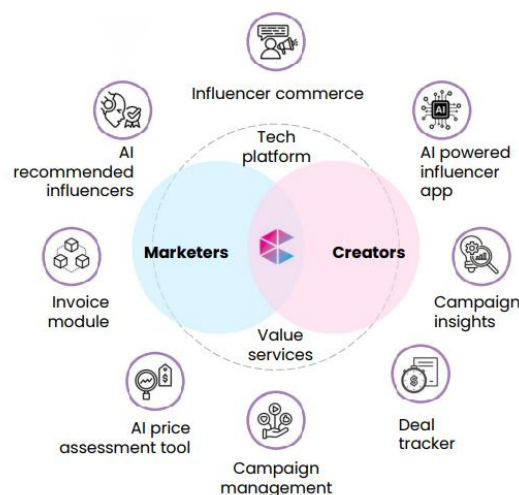 Influencer commerce
AI
recommended
influencers
Tech
platform
AI powered
influencer
app
AI
Marketers
Creators
Invoice
module
Campaign
insights
Value
services
$
$
AI price
assessment tool
Deal
tracker
Campaign
management